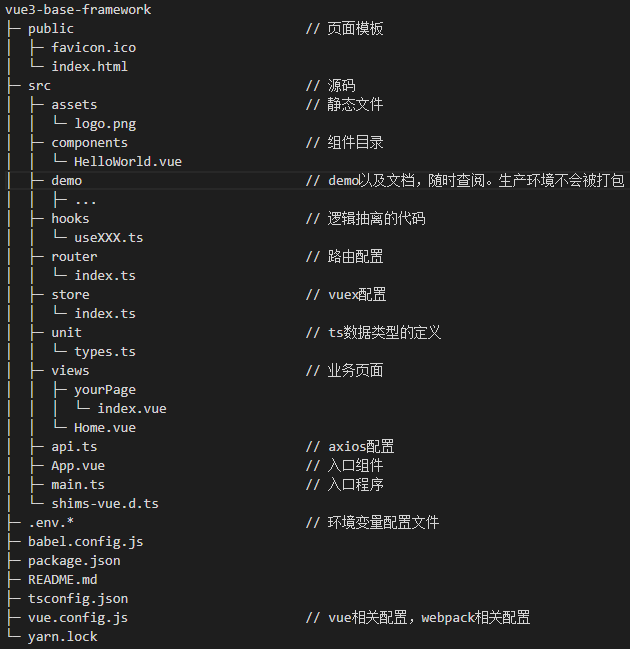 vue3-base-framework
├─ public                             // 页面模板
│  ├─ favicon.ico
│  └─ index.html
├─ src                                // 源码
│  ├─ assets                          // 静态文件
│  │  └─ logo.png
│  ├─ components                      // 组件目录
│  │  └─ HelloWorld.vue
│  ├─ demo                            // demo以及文档，随时查阅。生产环境不会被打包
│  │  ├─ ...
│  ├─ hooks                           // 逻辑抽离的代码
│  │  └─ useXXX.ts
│  ├─ router                          // 路由配置
│  │  └─ index.ts
│  ├─ store                           // vuex配置
│  │  └─ index.ts
│  ├─ unit                            // ts数据类型的定义
│  │  └─ types.ts
│  ├─ views                           // 业务页面
│  │  ├─ yourPage
│  │  │  └─ index.vue
│  │  └─ Home.vue
│  ├─ api.ts                          // axios配置
│  ├─ App.vue                         // 入口组件
│  ├─ main.ts                         // 入口程序
│  └─ shims-vue.d.ts
├─ .env.*                             // 环境变量配置文件
├─ babel.config.js
├─ package.json
├─ README.md
├─ tsconfig.json
├─ vue.config.js                      // vue相关配置，webpack相关配置
└─ yarn.lock